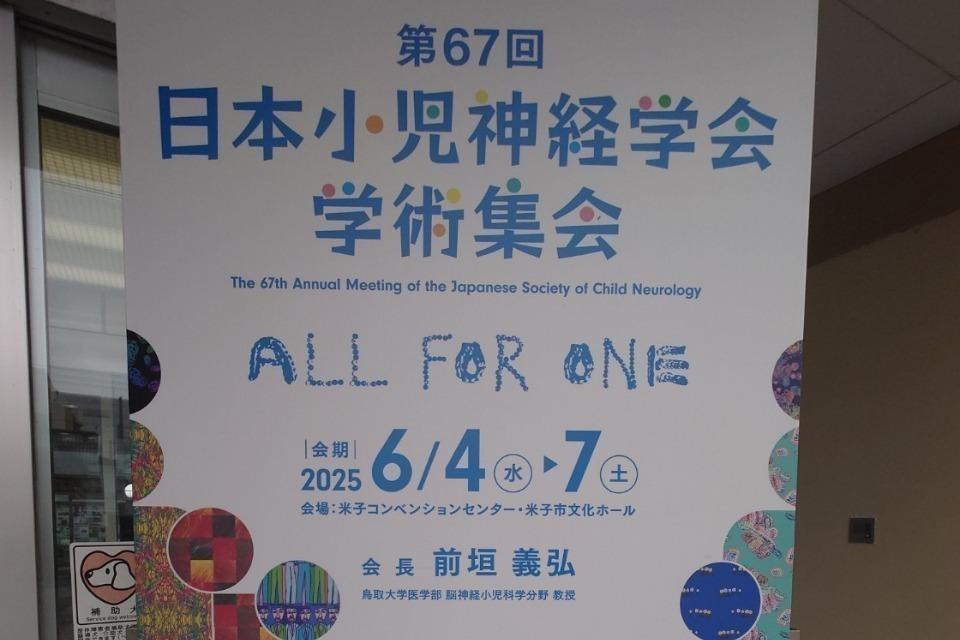 第67回
日本小児神経学会
学術集会
The 67th Annual Meeting of the Japanese Society of Child Neurology
ALL FOR ONE
|会期|
2025 6/4(水)▶7(土)
会場：米子コンベンションセンター・米子市文化ホール
会長 前垣 義弘
鳥取大学医学部 脳神経小児科学分野 教授
補助犬
Service dog